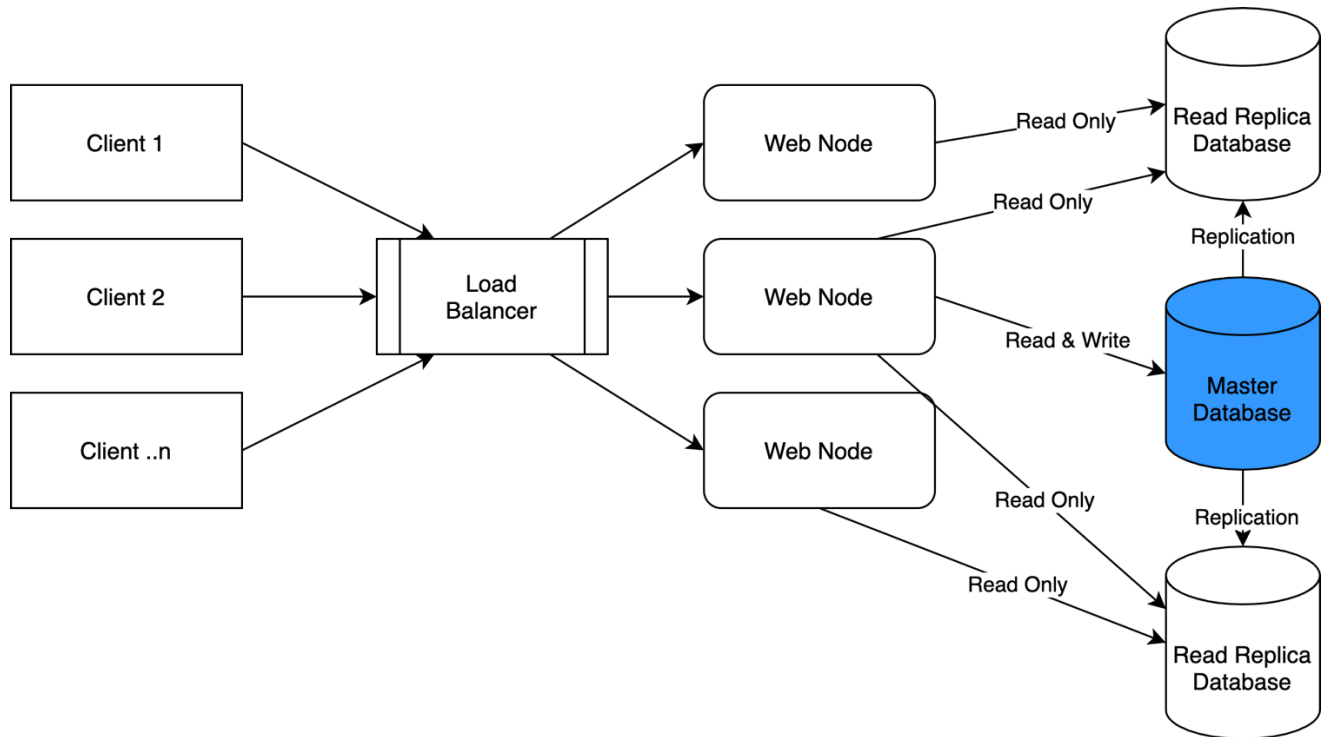 Client 1
Client 2
Client ..n
Load
Balancer
Web Node
Web Node
Web Node
Read Only
Read Only
Read & Write
Read Only
Read Only
Read Replica
Database
Replication
Master
Database
Replication
Read Replica
Database